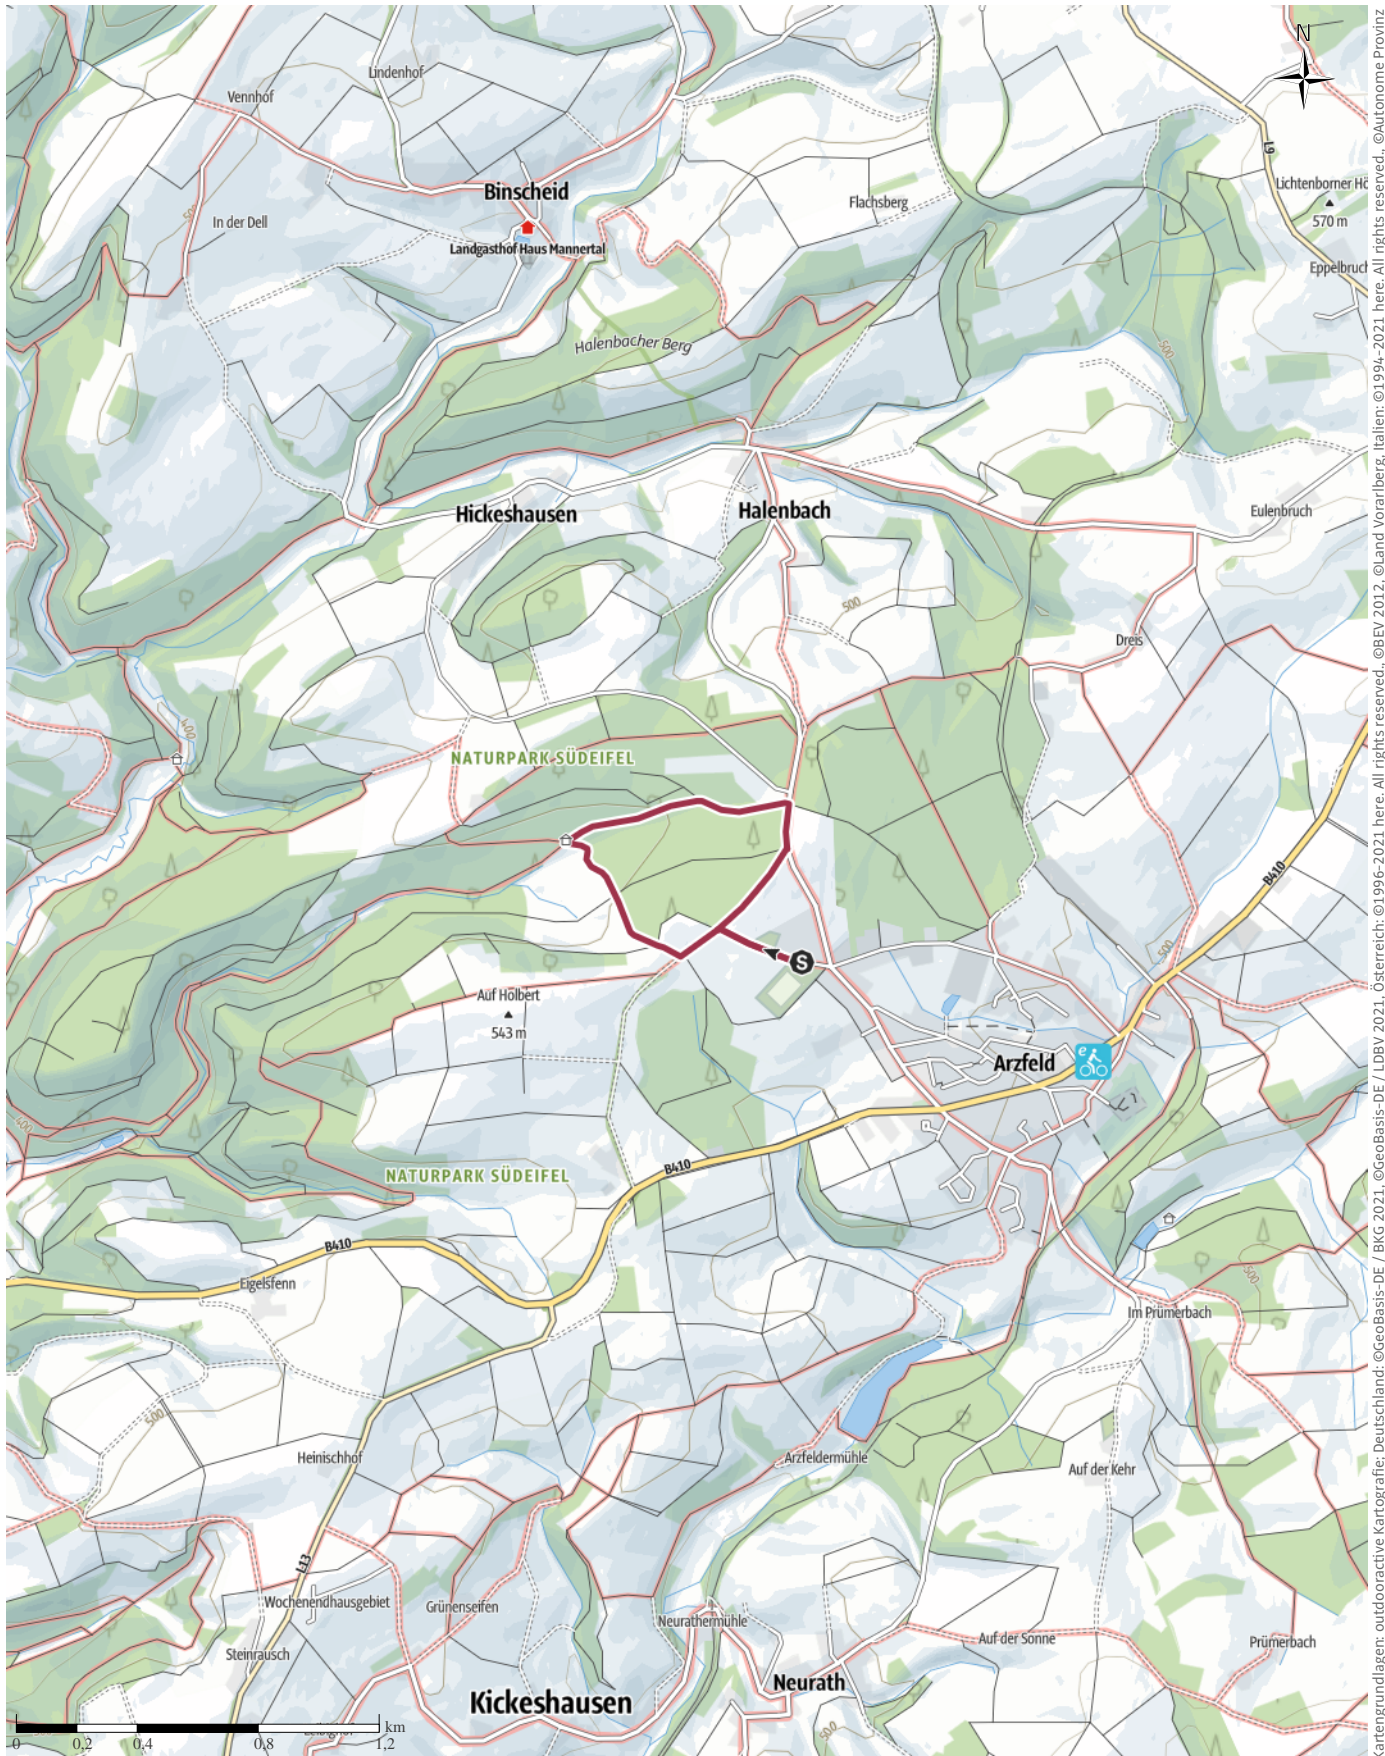 N
Lindenhof
Vennhof
L9
Binscheid
Lichtenborner Hö
570 m
Flachsberg
500
In der Dell
Landgasthof Haus Mannertal
Eppelbruch
Halenbacher Berg
500
Hickeshausen
Halenbach
Eulenbruch
500
Dreis
400
NATURPARK SÜDEIFEL
B410
500
S
Auf Holbert
543 m
Arzfeld
e
400
B410
NATURPARK SÜDEIFEL
B410
Eigelsfenn
500
Im Prümerbach
500
Heinischhof
Arzfeldermühle
Auf der Kehr
L13
Wochenendhausgebiet
Grünenseifen
Neurathermühle
Steinrausch
Auf der Sonne
Prümerbach
Neurath
Kickeshausen
500
km
0 0,2 0,4 0,8 1,2
artengrundlagen: outdooractive Kartografie; Deutschland: ©GeoBasis-DE / BKG 2021, ©GeoBasis-DE / LDBV 2021, Österreich: ©1996-2021 here. All rights reserved., ©BEV 2012, ©Land Vorarlberg, Italien: ©1994-2021 here. All rights reserved., ©Autonome Provinz